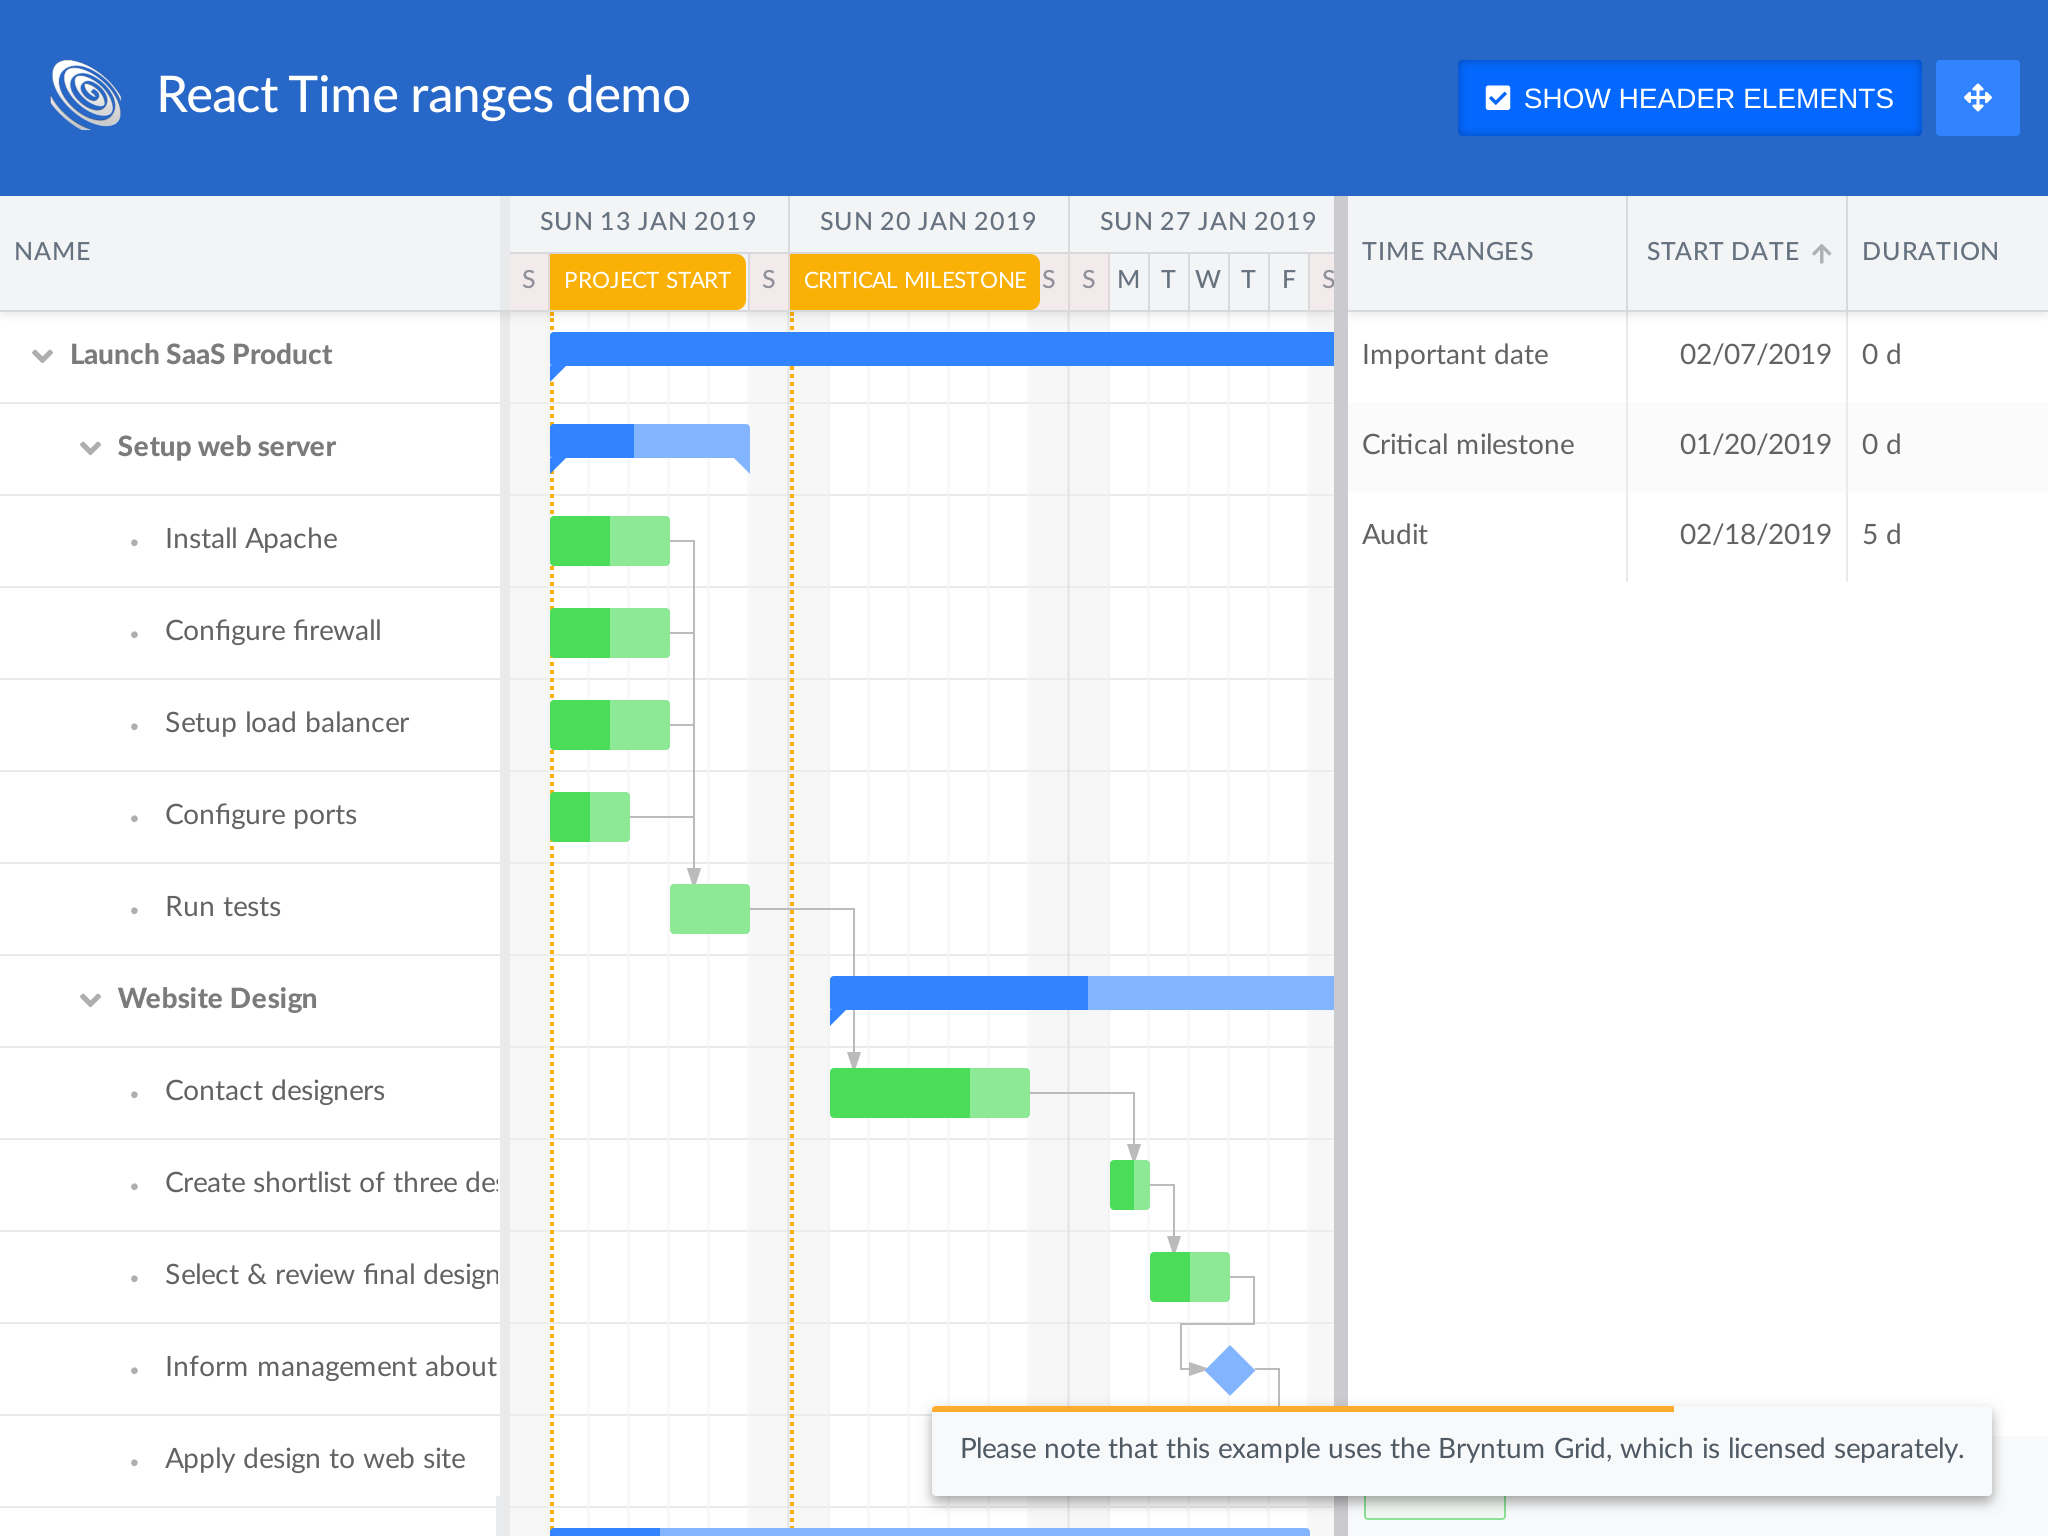 React Time ranges demo
SHOW HEADER ELEMENTS
NAME
SUN 13 JAN 2019 SUN 20 JAN 2019 SUN 27 JAN 2019
S PROJECT START S CRITICAL MILESTONE S S M T W T F S
TIME RANGES START DATE DURATION
Launch SaaS Product
Setup web server
Install Apache
Configure firewall
Setup load balancer
Configure ports
Run tests
Website Design
Contact designers
Create shortlist of three des
Select & review final design
Inform management about
Apply design to web site
Important date 02/07/2019 0 d
Critical milestone 01/20/2019 0 d
Audit 02/18/2019 5 d
Please note that this example uses the Bryntum Grid, which is licensed separately.